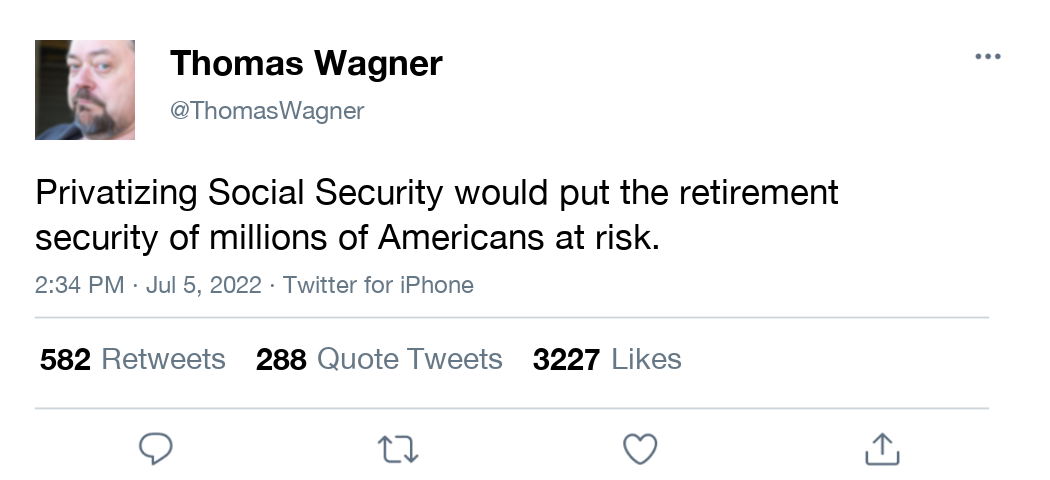 Thomas Wagner
@ThomasWagner
Privatizing Social Security would put the retirement
security of millions of Americans at risk.
2:34 PM · Jul 5, 2022 · Twitter for iPhone
582 Retweets 288 Quote Tweets 3227 Likes